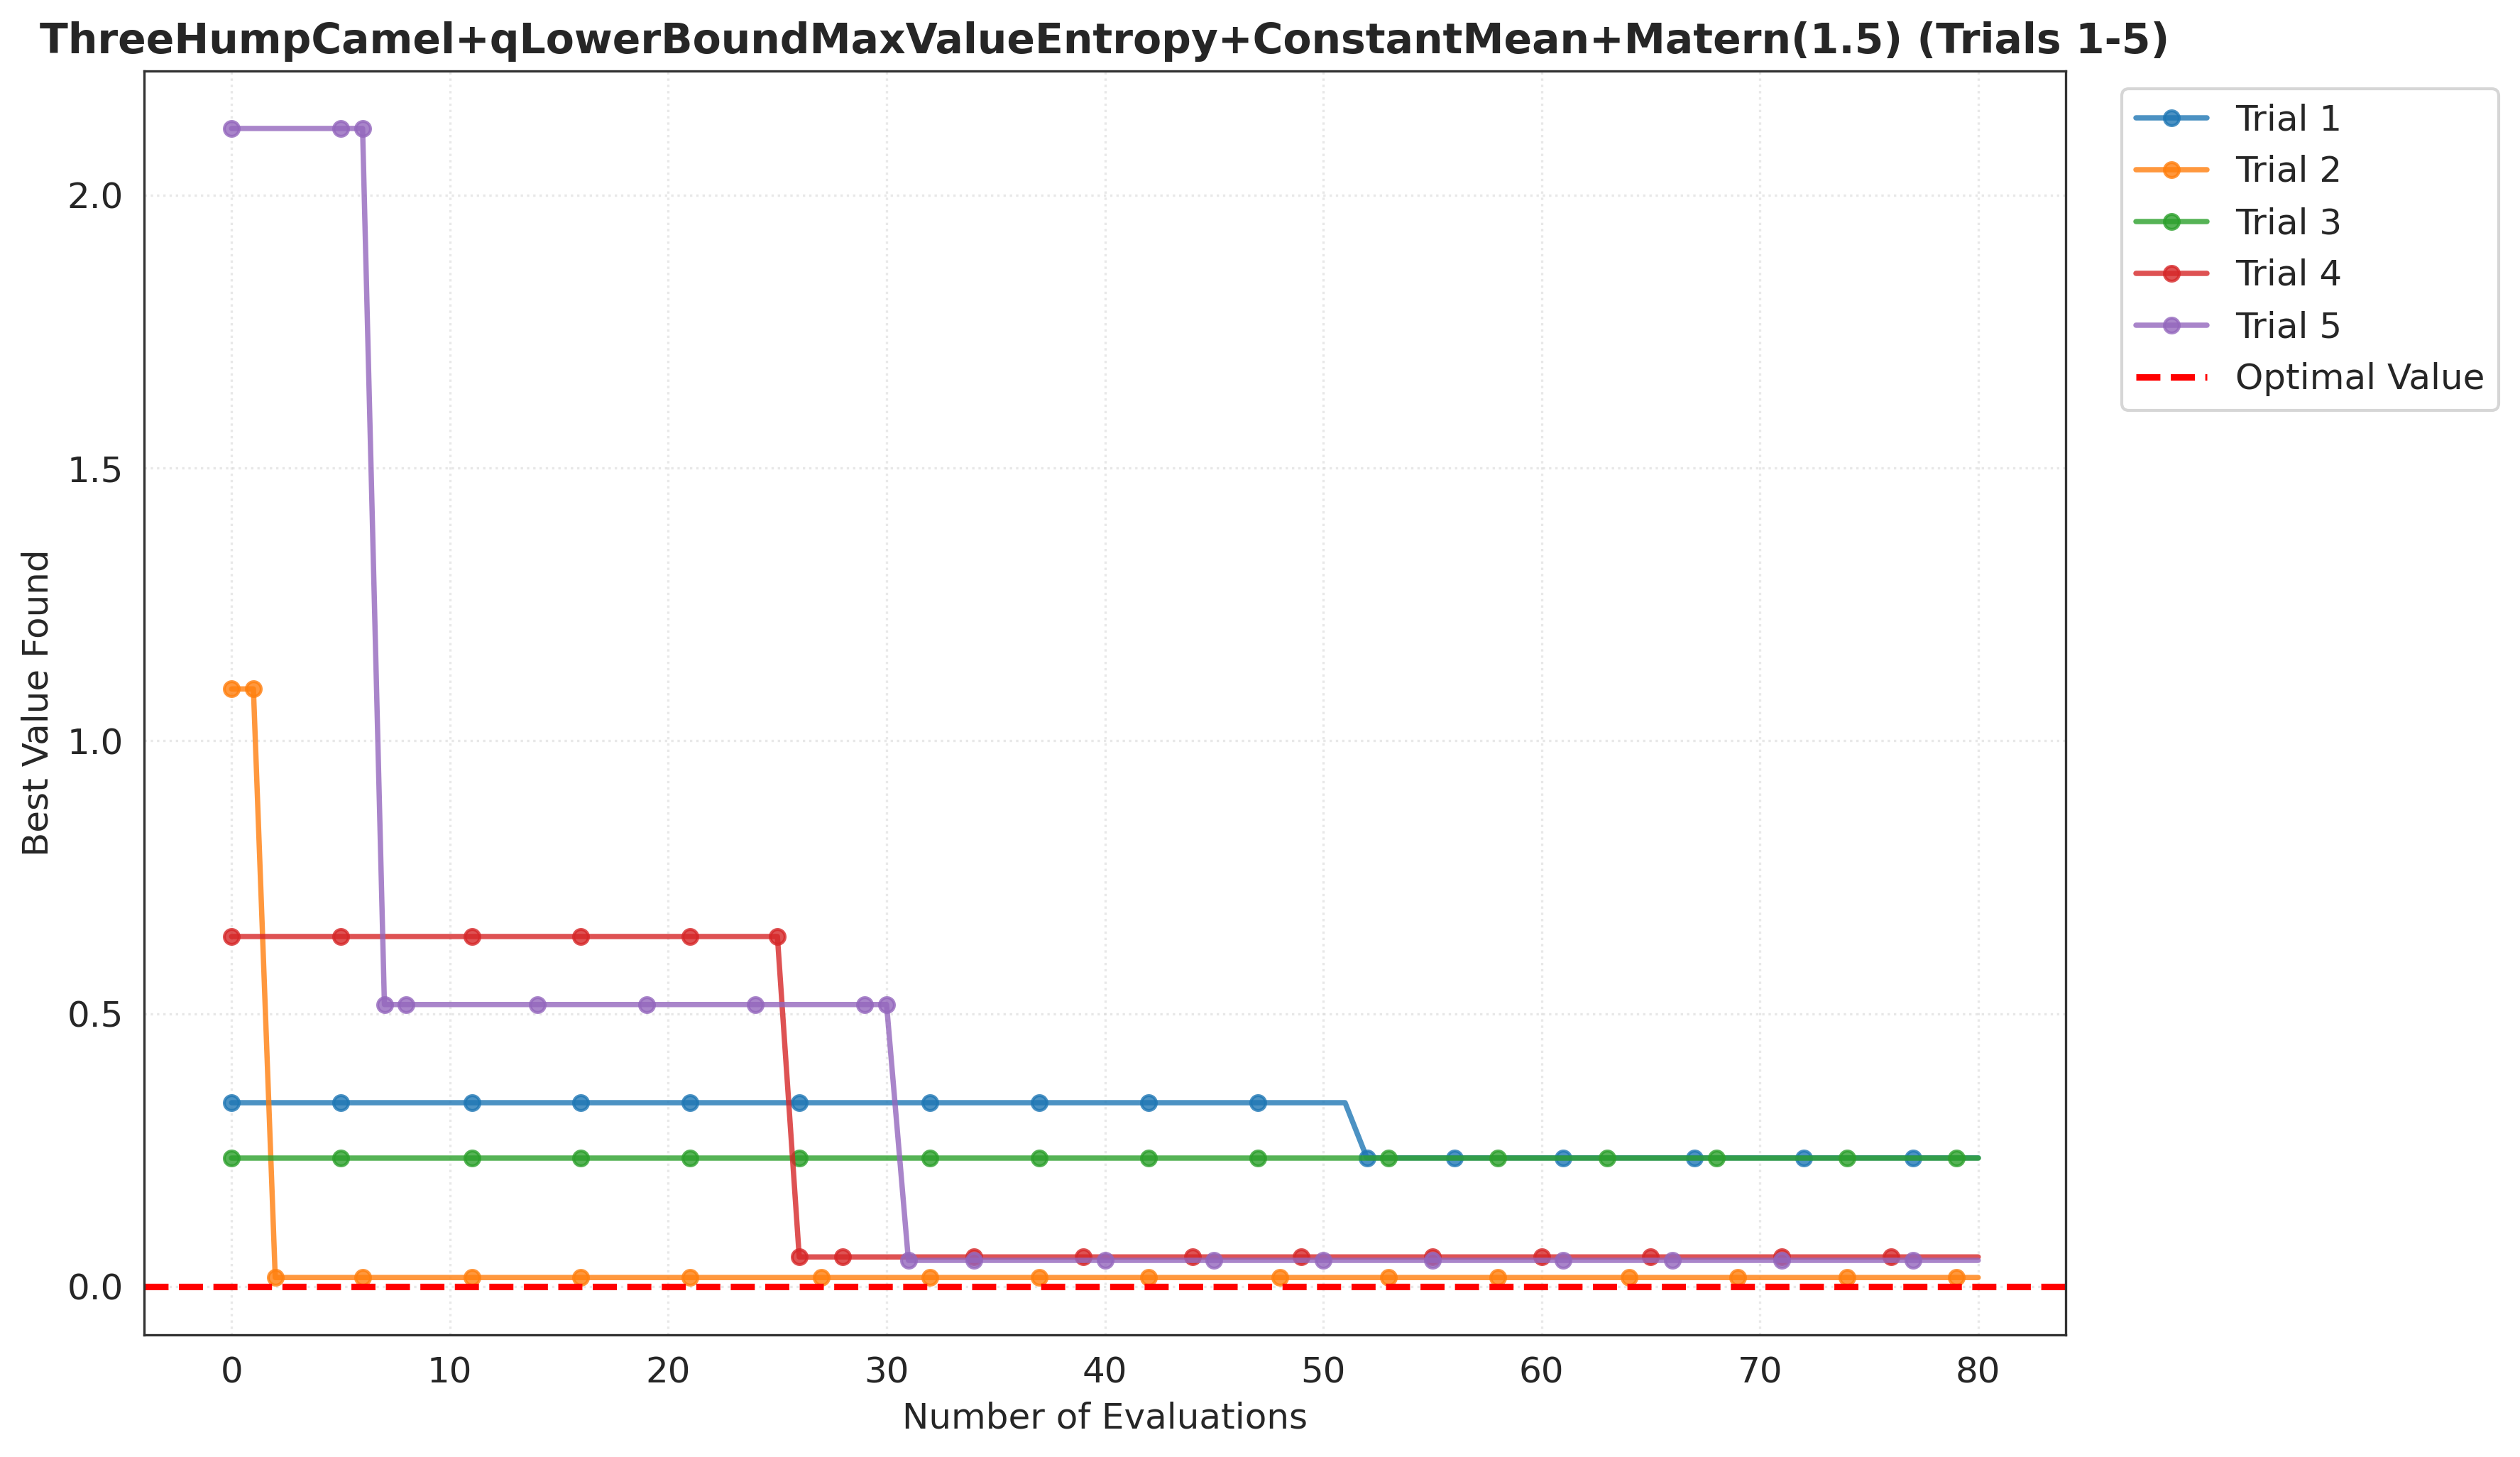 ThreeHumpCamel+qLowerBoundMaxValueEntropy+ConstantMean+Matern(1.5) (Trials 1-5)
Trial 1
Trial 2
Trial 3
Trial 4
Trial 5
Optimal Value
Best Value Found
2.0
1.5
1.0
0.5
0.0
0 10 20 30 40 50 60 70 80
Number of Evaluations